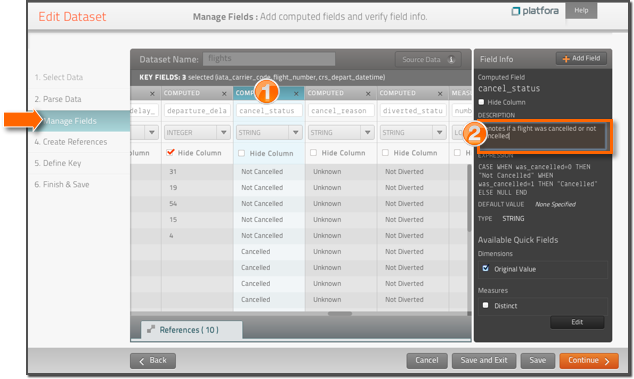 Edit Dataset
Manage Fields : Add computed fields and verify field info.
platfora
Help
1. Select Data
2. Parse Data
Manage Fields
4. Create References
5. Define Key
6. Finish & Save
Dataset Name:
flights
Source Data
KEY FIELDS: 3 selected (iata_carrier_code, flight_number, crs_depart_datetime)
COMPUTED
1
COMPUTED
COMPUTED
MEASU
delay_
departure_dela
cancel_status
cancel_reason
diverted_statu
num
INTEGER
STRING
STRING
STRING
LO
olumn
Hide Column
Hide Column
Hide Column
Hide Column
H
31
Not Cancelled
Unknown
Not Diverted
19
Not Cancelled
Unknown
Not Diverted
54
Not Cancelled
Unknown
Not Diverted
15
Not Cancelled
Unknown
Not Diverted
4
Not Cancelled
Unknown
Not Diverted
Cancelled
Unknown
Not Diverted
Cancelled
Unknown
Not Diverted
Cancelled
Unknown
Not Diverted
Cancelled
Unknown
Not Diverted
Cancelled
Unknown
Not Diverted
References ( 10 )
Field Info
+ Add Field
Computed Field
cancel_status
Hide Column
DESCRIPTION
2
notes if a flight was cancelled or not
EXPRESSION
CASE WHEN was_cancelled=0 THEN
"Not Cancelled" WHEN
was_cancelled=1 THEN "Cancelled"
ELSE NULL END
DEFAULT VALUE None Specified
TYPE STRING
Available Quick Fields
Dimensions
Original Value
Measures
Distinct
Edit
Back
Cancel
Save and Exit
Save
Continue